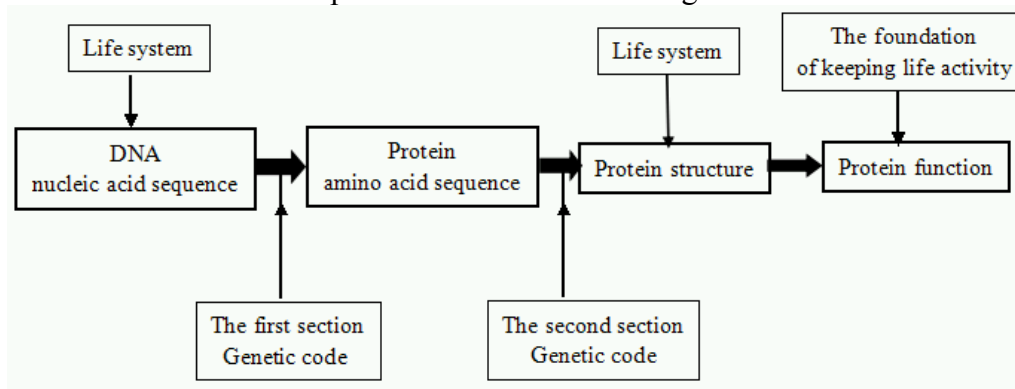 Life system
Life system
The foundation
of keeping life activity
DNA
nucleic acid sequence
Protein
amino acid sequence
Protein structure
Protein function
The first section
Genetic code
The second section
Genetic code